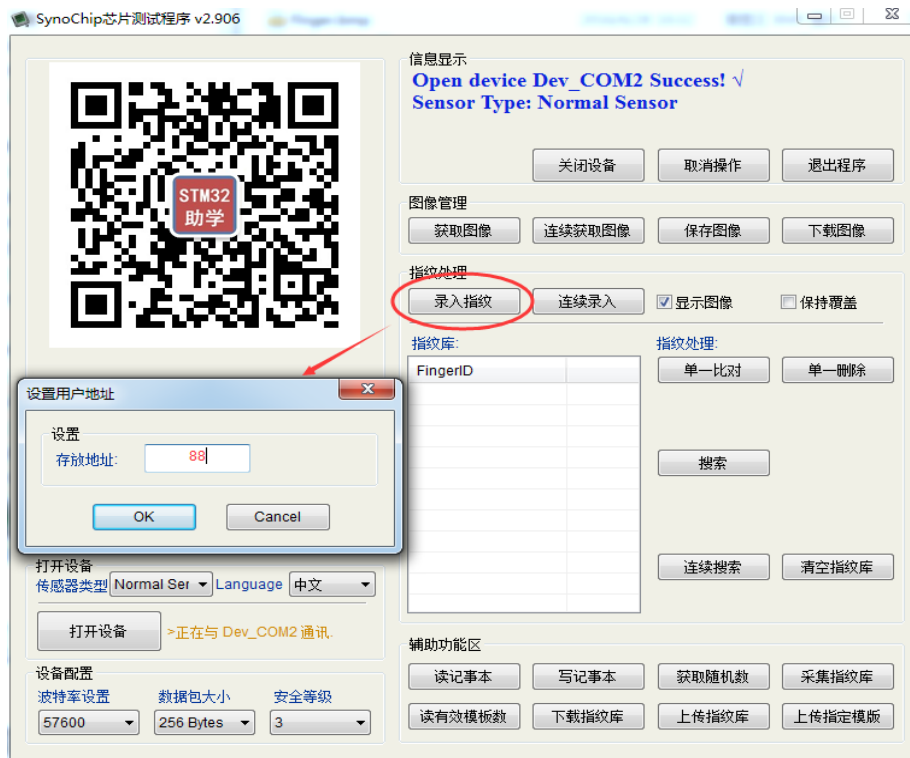 SynoChip芯片测试程序 v2.906
STM32
助学
信息显示
Open device Dev_COM2 Success! √
Sensor Type: Normal Sensor
关闭设备 取消操作 退出程序
图像管理
获取图像 连续获取图像 保存图像 下载图像
指纹处理
录入指纹 连续录入 显示图像 保持覆盖
指纹库: 指纹处理:
FingerID
单一比对 单一删除
搜索
连续搜索 清空指纹库
设置用户地址
设置
存放地址: 88
OK Cancel
打开设备
传感器类型 Normal Ser Language 中文
打开设备 >正在与 Dev_COM2 通讯.
设备配置
波特率设置 数据包大小 安全等级
57600 256 Bytes 3
辅助功能区
读记事本 写记事本 获取随机数 采集指纹库
读有效模板数 下载指纹库 上传指纹库 上传指定模版